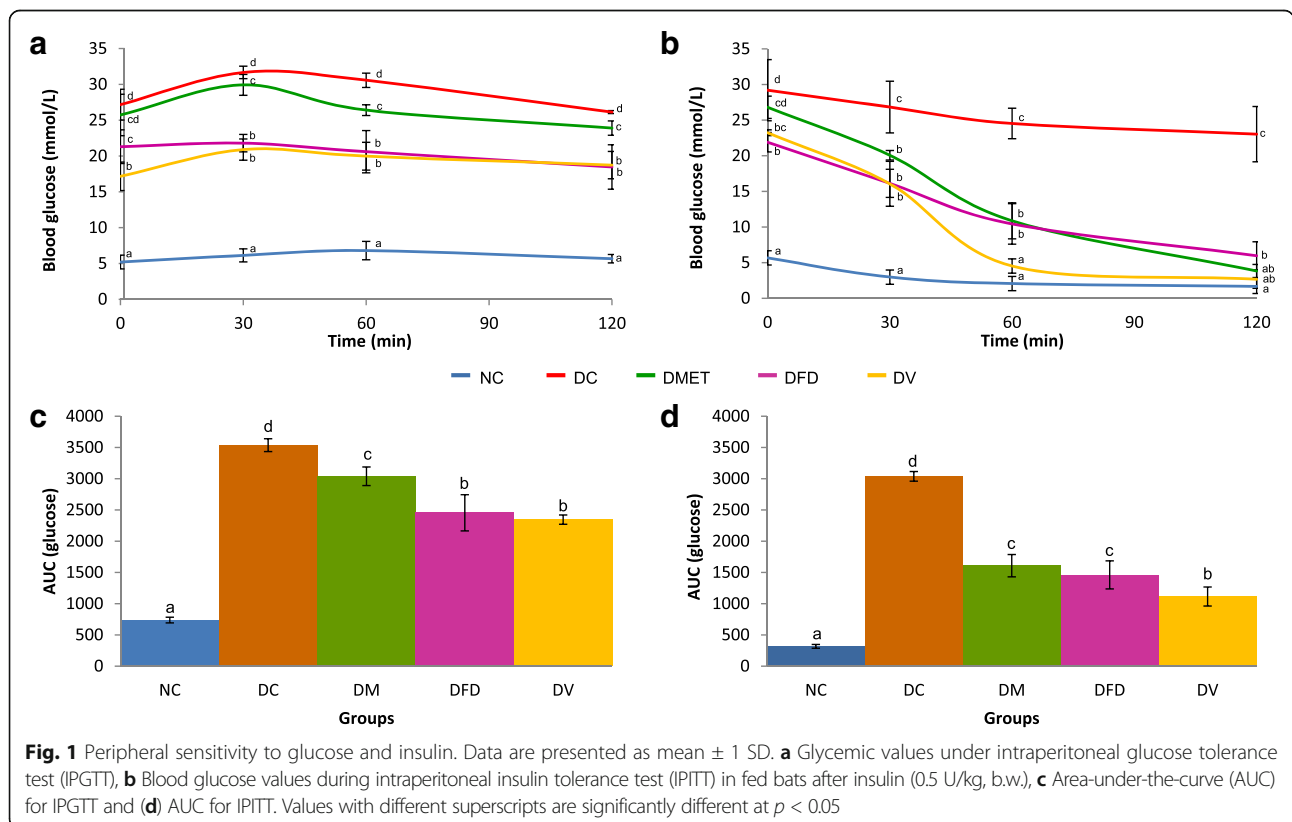 a
Blood glucose (mmol/L)
35
30
25
20
15
10
5
0
d
cd
c
b
a
d
c
b
b
a
d
c
b
b
a
d
c
b
b
a
0 30 60 90 120
Time (min)
b
Blood glucose (mmol/L)
35
30
25
20
15
10
5
0
d
cd
bc
b
a
c
b
b
b
a
c
b
b
a
a
c
b
ab
ab
a
0 30 60 90 120
Time (min)
NC DC DMET DFD DV
c
AUC (glucose)
4000
3500
3000
2500
2000
1500
1000
500
0
a
d
c
b
b
NC DC DM DFD DV
Groups
d
AUC (glucose)
4000
3500
3000
2500
2000
1500
1000
500
0
a
d
c
c
b
NC DC DM DFD DV
Groups
Fig. 1 Peripheral sensitivity to glucose and insulin. Data are presented as mean ± 1 SD. a Glycemic values under intraperitoneal glucose tolerance
test (IPGTT), b Blood glucose values during intraperitoneal insulin tolerance test (IPITT) in fed bats after insulin (0.5 U/kg, b.w.), c Area-under-the-curve (AUC)
for IPGTT and (d) AUC for IPITT. Values with different superscripts are significantly different at p < 0.05